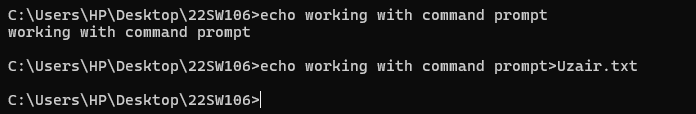 C:\Users\HP\Desktop\22SW106>echo working with command prompt
working with command prompt
C:\Users\HP\Desktop\22SW106>echo working with command prompt>Uzair.txt
C:\Users\HP\Desktop\22SW106>